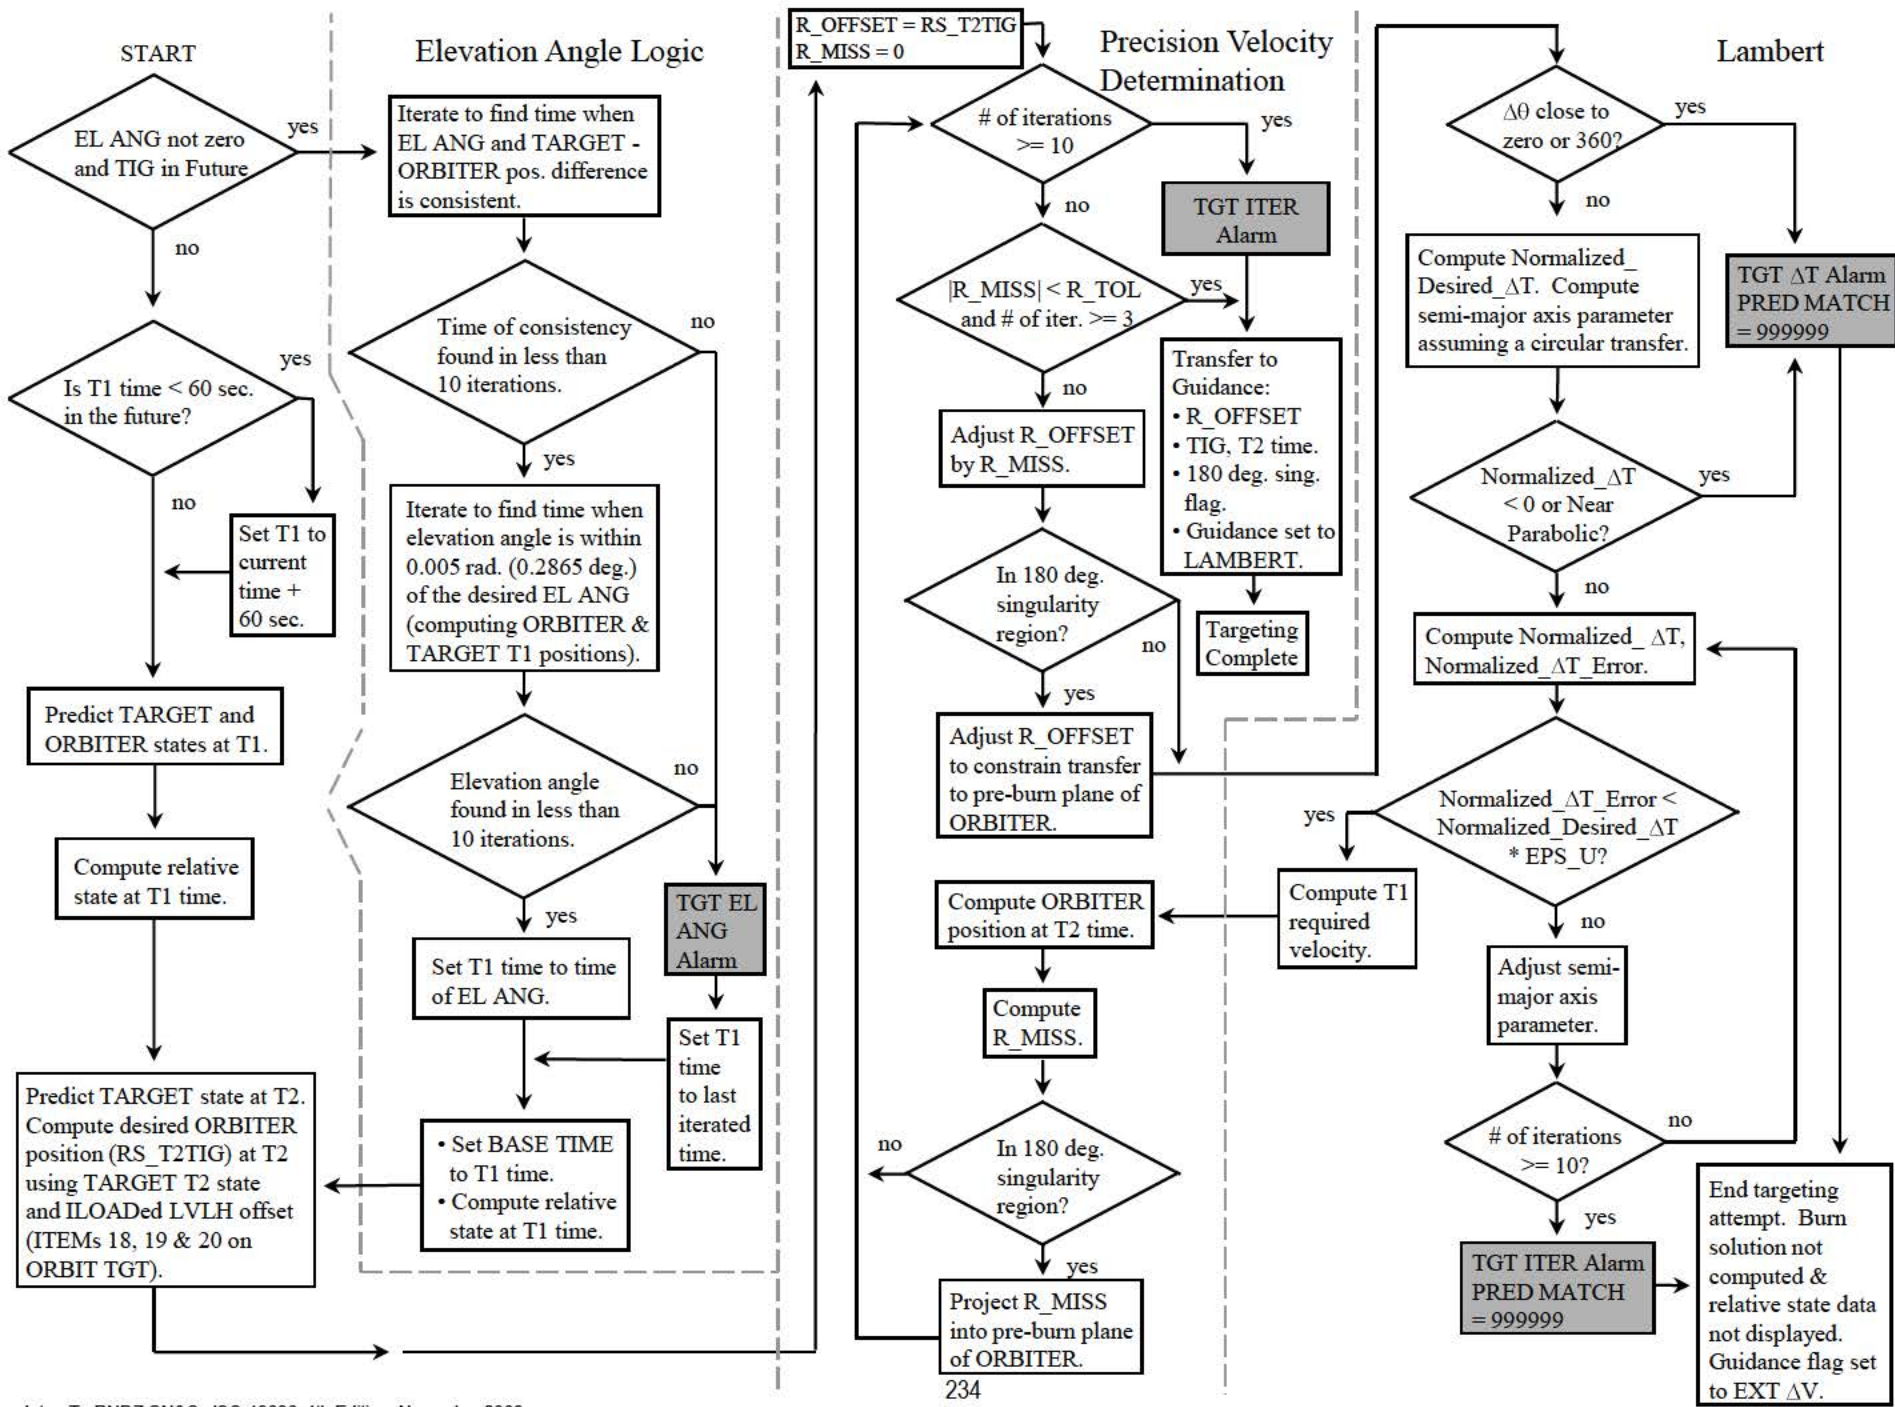 START
EL ANG not zero
and TIG in Future
yes
no
Is T1 time < 60 sec.
in the future?
yes
no
Set T1 to
current
time +
60 sec.
Predict TARGET and
ORBITER states at T1.
Compute relative
state at T1 time.
Predict TARGET state at T2.
Compute desired ORBITER
position (RS_T2TIG) at T2
using TARGET T2 state
and ILOADed LVLH offset
(ITEMs 18, 19 & 20 on
ORBIT TGT).
Elevation Angle Logic
Iterate to find time when
EL ANG and TARGET -
ORBITER pos. difference
is consistent.
Time of consistency
found in less than
10 iterations.
no
yes
Iterate to find time when
elevation angle is within
0.005 rad. (0.2865 deg.)
of the desired EL ANG
(computing ORBITER &
TARGET T1 positions).
Elevation angle
found in less than
10 iterations.
no
yes
TGT EL
ANG
Alarm
Set T1 time to time
of EL ANG.
Set T1
time
to last
iterated
time.
• Set BASE TIME
to T1 time.
• Compute relative
state at T1 time.
R_OFFSET = RS_T2TIG
R_MISS = 0
Precision Velocity
Determination
# of iterations
>= 10
yes
no
TGT ITER
Alarm
|R_MISS| < R_TOL
and # of iter. >= 3
yes
no
Transfer to
Guidance:
• R_OFFSET
• TIG, T2 time.
• 180 deg. sing.
flag.
• Guidance set to
LAMBERT.
Targeting
Complete
Adjust R_OFFSET
by R_MISS.
In 180 deg.
singularity
region?
no
yes
Adjust R_OFFSET
to constrain transfer
to pre-burn plane of
ORBITER.
Compute ORBITER
position at T2 time.
Compute
R_MISS.
In 180 deg.
singularity
region?
no
yes
Project R_MISS
into pre-burn plane
of ORBITER.
Lambert
Δθ close to
zero or 360?
yes
no
Compute Normalized_
Desired_ΔT. Compute
semi-major axis parameter
assuming a circular transfer.
TGT ΔT Alarm
PRED MATCH
= 999999
Normalized_ΔT
< 0 or Near
Parabolic?
yes
no
Compute Normalized_ ΔT,
Normalized_ΔT_Error.
Normalized_ΔT_Error <
Normalized_Desired_ΔT
* EPS_U?
yes
no
Compute T1
required
velocity.
Adjust semi-
major axis
parameter.
# of iterations
>= 10?
no
yes
TGT ITER Alarm
PRED MATCH
= 999999
End targeting
attempt. Burn
solution not
computed &
relative state data
not displayed.
Guidance flag set
to EXT ΔV.
234